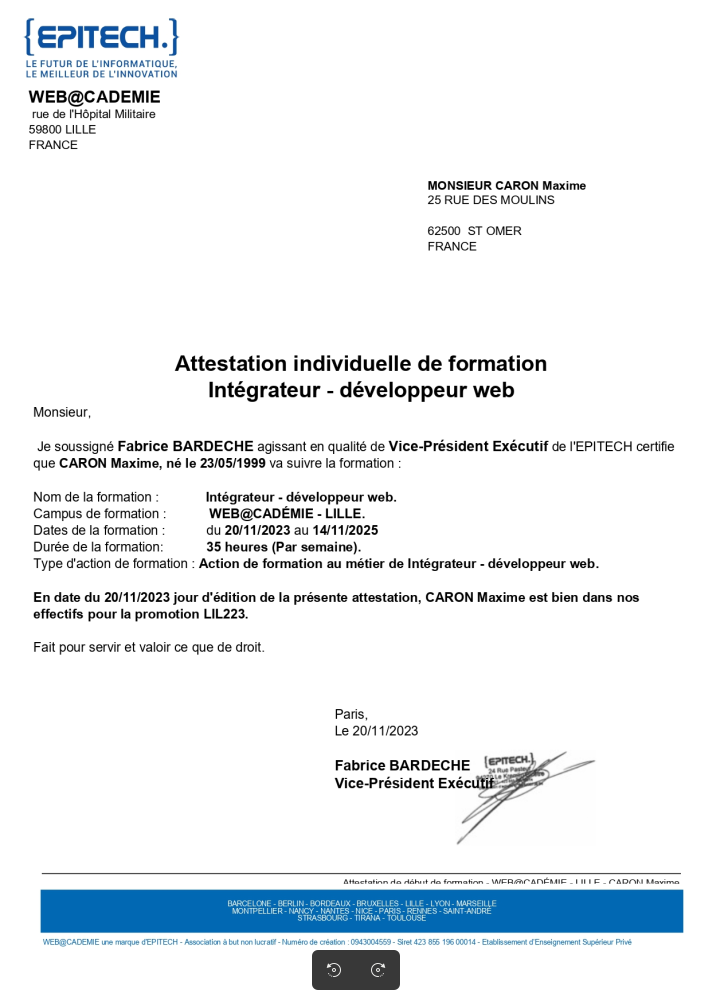 {EPITECH.}
LE FUTUR DE L'INFORMATIQUE,
LE MEILLEUR DE L'INNOVATION
WEB@CADEMIE
rue de l'Hôpital Militaire
59800 LILLE
FRANCE
MONSIEUR CARON Maxime
25 RUE DES MOULINS
62500 ST OMER
FRANCE
Attestation individuelle de formation
Intégrateur - développeur web
Monsieur,
Je soussigné Fabrice BARDECHE agissant en qualité de Vice-Président Exécutif de l'EPITECH certifie
que CARON Maxime, né le 23/05/1999 va suivre la formation :
Nom de la formation : Intégrateur - développeur web.
Campus de formation : WEB@CADÉMIE - LILLE.
Dates de la formation : du 20/11/2023 au 14/11/2025
Durée de la formation: 35 heures (Par semaine).
Type d'action de formation : Action de formation au métier de Intégrateur - développeur web.
En date du 20/11/2023 jour d'édition de la présente attestation, CARON Maxime est bien dans nos
effectifs pour la promotion LIL223.
Fait pour servir et valoir ce que de droit.
Paris,
Le 20/11/2023
Fabrice BARDECHE
Vice-Président Exécutif
{EPITECH.}
24 Rue Pasteur
Attestation de début de formation - WEB@CADÉMIE - LILLE - CARON Maxime
BARCELONE - BERLIN - BORDEAUX - BRUXELLES - LILLE - LYON - MARSEILLE
MONTPELLIER - NANCY - NANTES - NICE - PARIS - RENNES - SAINT-ANDRÉ
STRASBOURG - TIRANA - TOULOUSE
WEB@CADEMIE une marque d'EPITECH - Association à but non lucratif - Numéro de création : 0943004559 - Siret 423 855 196 00014 - Etablissement d'Enseignement Supérieur Privé